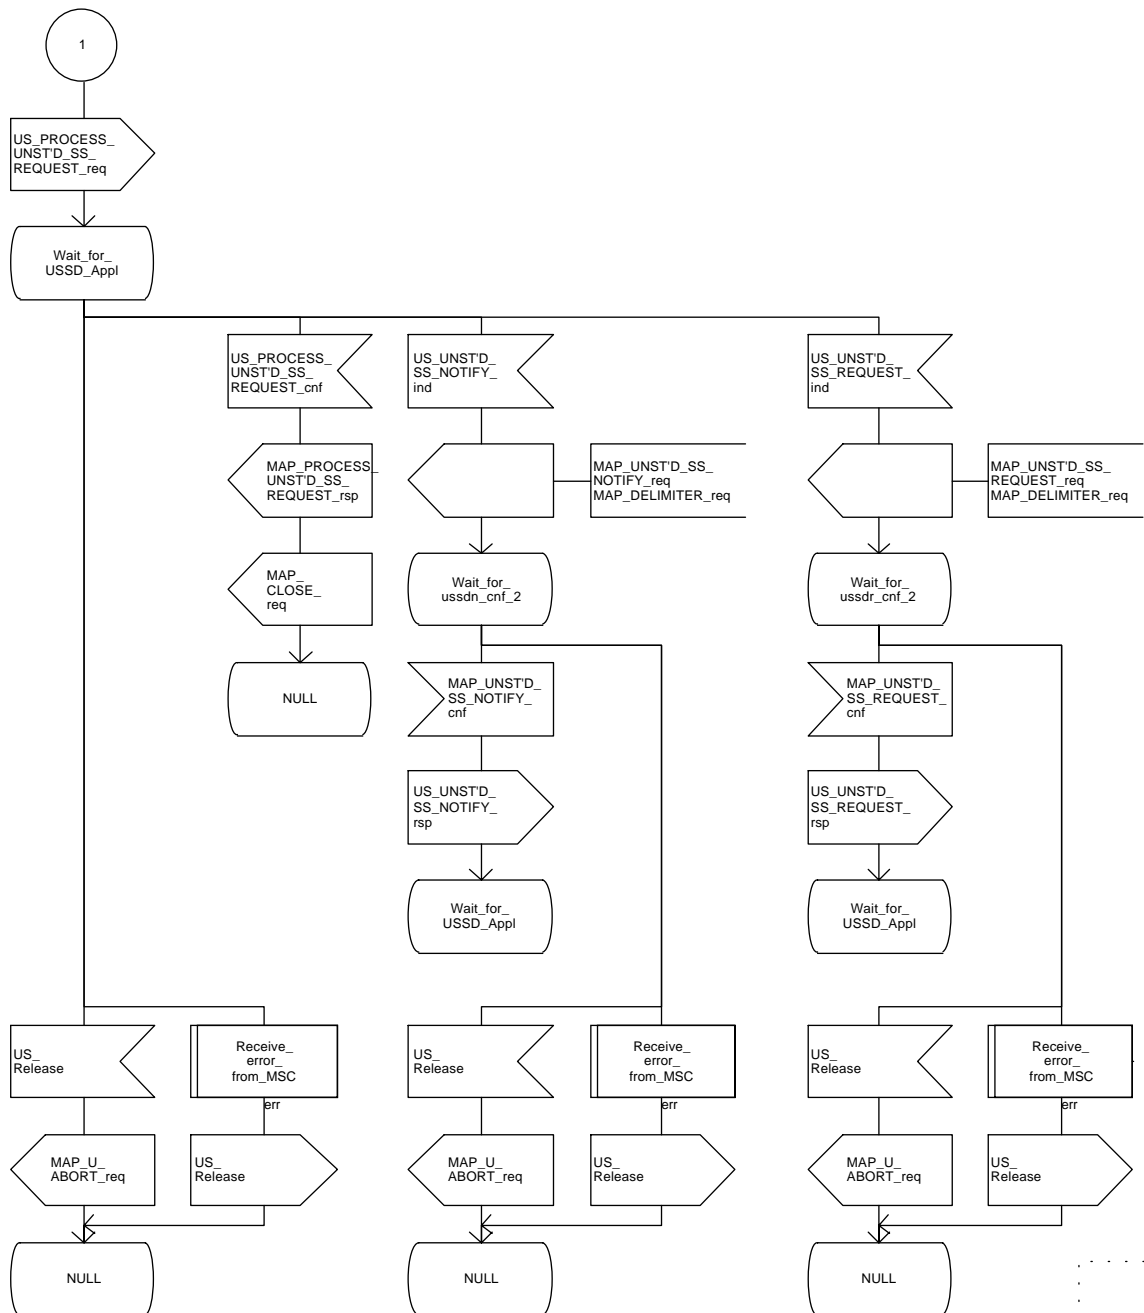 1
US_PROCESS_
UNST'D_SS_
REQUEST_req
Wait_for_
USSD_Appl
US_PROCESS_
UNST'D_SS_
REQUEST_cnf
US_UNST'D_
SS_NOTIFY_
ind
US_UNST'D_
SS_REQUEST_
ind
MAP_PROCESS_
UNST'D_SS_
REQUEST_rsp
MAP_UNST'D_SS_
NOTIFY_req
MAP_DELIMITER_req
MAP_UNST'D_SS_
REQUEST_req
MAP_DELIMITER_req
MAP_
CLOSE_
req
Wait_for_
ussdn_cnf_2
Wait_for_
ussdr_cnf_2
NULL
MAP_UNST'D_
SS_NOTIFY_
cnf
MAP_UNST'D_
SS_REQUEST_
cnf
US_UNST'D_
SS_NOTIFY_
rsp
US_UNST'D_
SS_REQUEST_
rsp
Wait_for_
USSD_Appl
Wait_for_
USSD_Appl
US_
Release
Receive_
error_
from_MSC
err
US_
Release
Receive_
error_
from_MSC
err
US_
Release
Receive_
error_
from_MSC
err
MAP_U_
ABORT_req
US_
Release
MAP_U_
ABORT_req
US_
Release
MAP_U_
ABORT_req
US_
Release
NULL
NULL
NULL